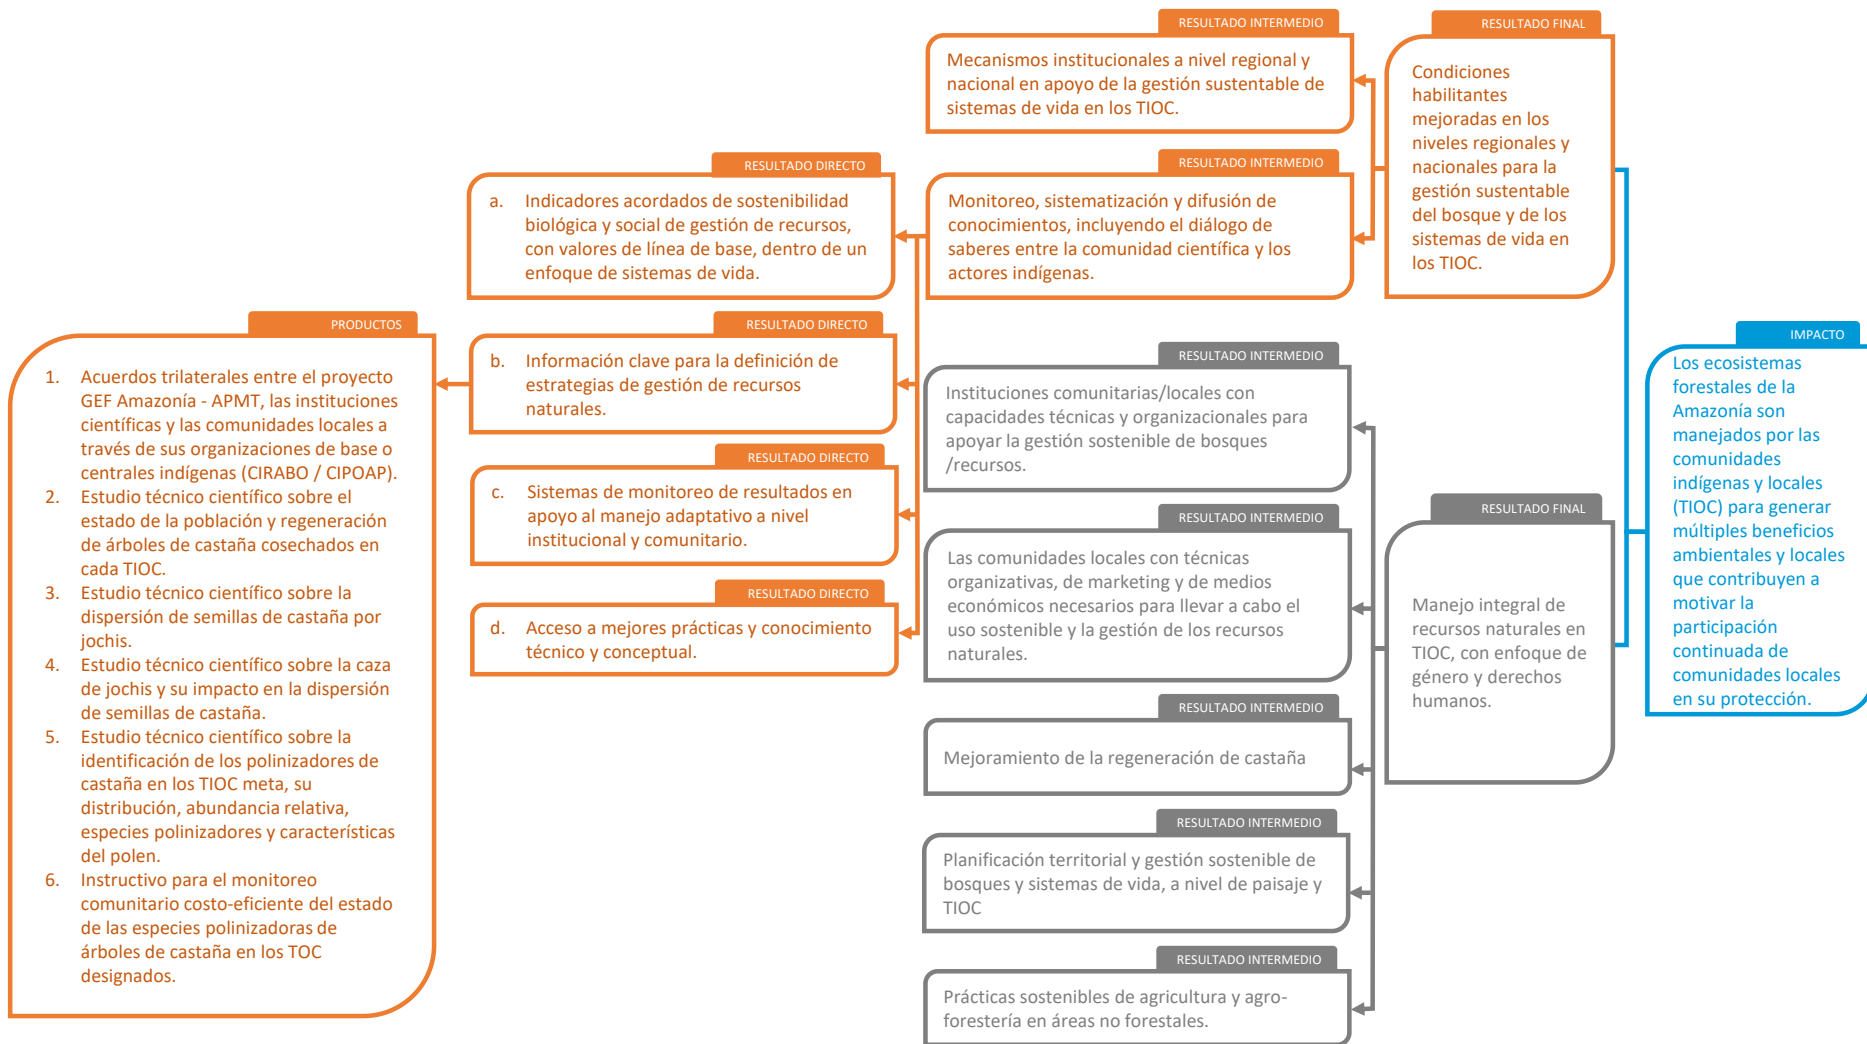 PRODUCTOS
1. Acuerdos trilaterales entre el proyecto
GEF Amazonía - APMT, las instituciones
científicas y las comunidades locales a
través de sus organizaciones de base o
centrales indígenas (CIRABO / CIPOAP).
2. Estudio técnico científico sobre el
estado de la población y regeneración
de árboles de castaña cosechados en
cada TIOC.
3. Estudio técnico científico sobre la
dispersión de semillas de castaña por
jochis.
4. Estudio técnico científico sobre la caza
de jochis y su impacto en la dispersión
de semillas de castaña.
5. Estudio técnico científico sobre la
identificación de los polinizadores de
castaña en los TIOC meta, su
distribución, abundancia relativa,
especies polinizadores y características
del polen.
6. Instructivo para el monitoreo
comunitario costo-eficiente del estado
de las especies polinizadoras de
árboles de castaña en los TOC
designados.
RESULTADO DIRECTO
a. Indicadores acordados de sostenibilidad
biológica y social de gestión de recursos,
con valores de línea de base, dentro de un
enfoque de sistemas de vida.
RESULTADO DIRECTO
b. Información clave para la definición de
estrategias de gestión de recursos
naturales.
RESULTADO DIRECTO
c. Sistemas de monitoreo de resultados en
apoyo al manejo adaptativo a nivel
institucional y comunitario.
RESULTADO DIRECTO
d. Acceso a mejores prácticas y conocimiento
técnico y conceptual.
RESULTADO INTERMEDIO
Mecanismos institucionales a nivel regional y
nacional en apoyo de la gestión sustentable de
sistemas de vida en los TIOC.
RESULTADO INTERMEDIO
Monitoreo, sistematización y difusión de
conocimientos, incluyendo el diálogo de
saberes entre la comunidad científica y los
actores indígenas.
RESULTADO INTERMEDIO
Instituciones comunitarias/locales con
capacidades técnicas y organizacionales para
apoyar la gestión sostenible de bosques
/recursos.
RESULTADO INTERMEDIO
Las comunidades locales con técnicas
organizativas, de marketing y de medios
económicos necesarios para llevar a cabo el
uso sostenible y la gestión de los recursos
naturales.
RESULTADO INTERMEDIO
Mejoramiento de la regeneración de castaña
RESULTADO INTERMEDIO
Planificación territorial y gestión sostenible de
bosques y sistemas de vida, a nivel de paisaje y
TIOC
RESULTADO INTERMEDIO
Prácticas sostenibles de agricultura y agro-
forestería en áreas no forestales.
RESULTADO FINAL
Condiciones
habilitantes
mejoradas en los
niveles regionales y
nacionales para la
gestión sustentable
del bosque y de los
sistemas de vida en
los TIOC.
RESULTADO FINAL
Manejo integral de
recursos naturales en
TIOC, con enfoque de
género y derechos
humanos.
IMPACTO
Los ecosistemas
forestales de la
Amazonía son
manejados por las
comunidades
indígenas y locales
(TIOC) para generar
múltiples beneficios
ambientales y locales
que contribuyen a
motivar la
participación
continuada de
comunidades locales
en su protección.